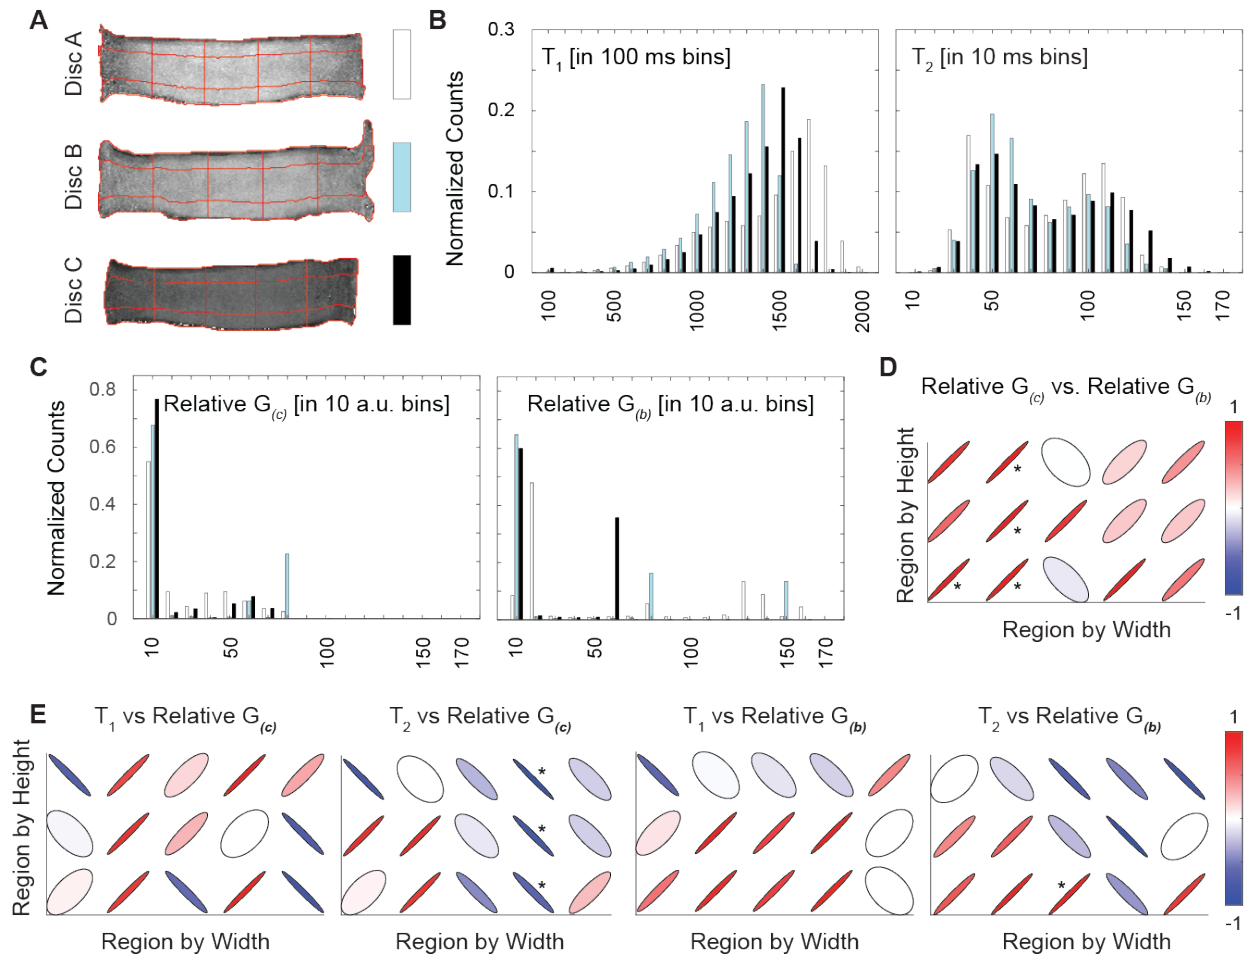 A
Disc A
Disc B
Disc C
B
T1 [in 100 ms bins]
T2 [in 10 ms bins]
Normalized Counts
0.3
0.2
0.1
0
100
500
1000
1500
2000
10
50
100
150
170
C
Relative G(c) [in 10 a.u. bins]
Relative G(b) [in 10 a.u. bins]
Normalized Counts
0.8
0.6
0.4
0.2
0
10
50
100
150
170
10
50
100
150
170
D
Relative G(c) vs. Relative G(b)
Region by Height
Region by Width
*
*
* *
1
-1
E
T1 vs Relative G(c)
T2 vs Relative G(c)
T1 vs Relative G(b)
T2 vs Relative G(b)
Region by Height
*
*
*
*
1
-1
Region by Width
Region by Width
Region by Width
Region by Width